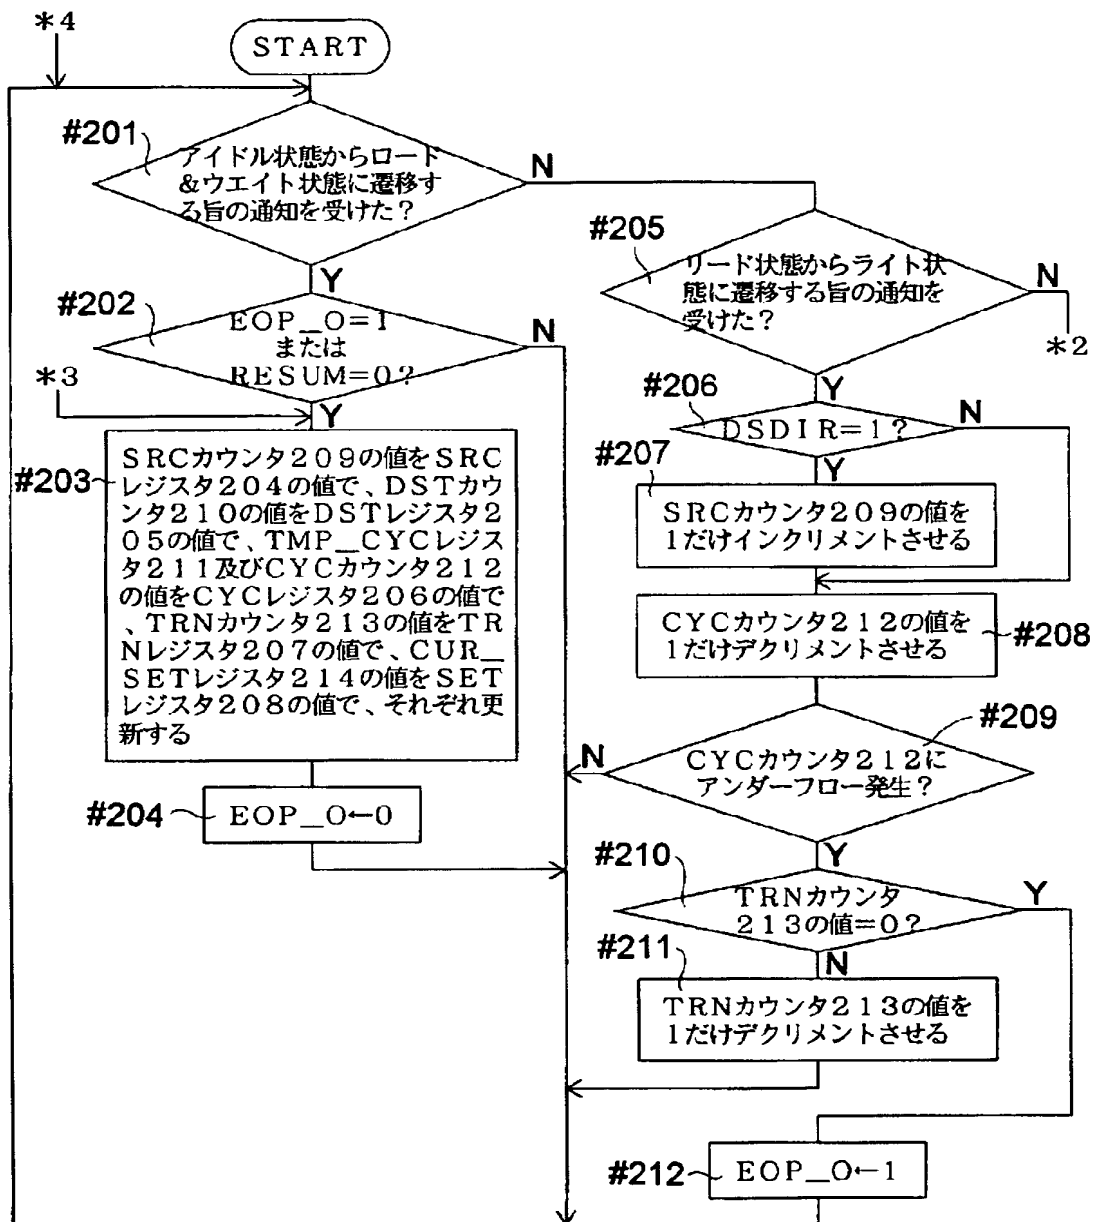 *4
START
#201
アイドル状態からロード
&ウエイト状態に遷移す
る旨の通知を受けた?
N
Y
#202
EOP_O=1
または
RESUM=0?
N
*3
Y
#203
SRCカウンタ209の値をSRC
レジスタ204の値で、DSTカウ
ンタ210の値をDSTレジスタ2
05の値で、TMP_CYCレジス
タ211及びCYCカウンタ212
の値をCYCレジスタ206の値で
、TRNカウンタ213の値をTR
Nレジスタ207の値で、CUR_
SETレジスタ214の値をSET
レジスタ208の値で、それぞれ更
新する
#204
EOP_O←0
#205
リード状態からライト状
態に遷移する旨の通知を
受けた?
N
*2
Y
#206
DSDIR=1?
N
Y
#207
SRCカウンタ209の値を
1だけインクリメントさせる
CYCカウンタ212の値を
1だけデクリメントさせる
#208
#209
CYCカウンタ212に
アンダーフロー発生?
N
Y
#210
TRNカウンタ
213の値=0?
Y
N
#211
TRNカウンタ213の値を
1だけデクリメントさせる
#212
EOP_O←1